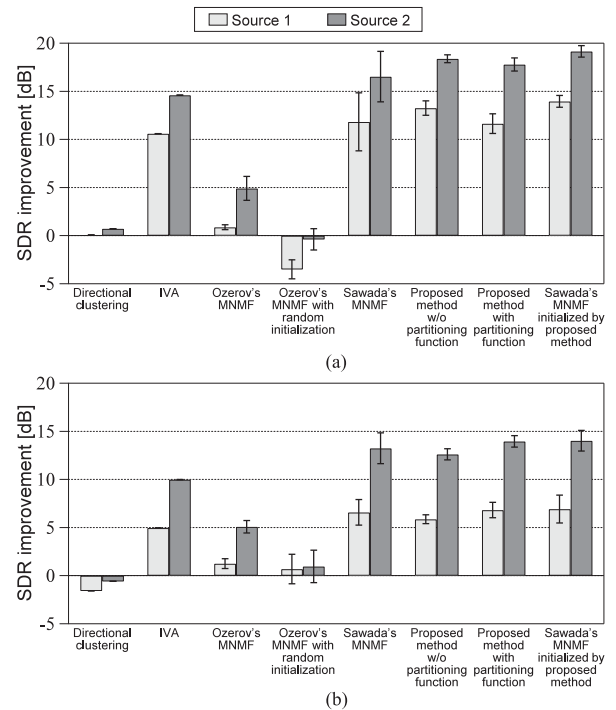 Source 1 Source 2
20
15
10
5
0
-5
SDR improvement [dB]
Directional clustering
IVA
Ozerov's MNMF
Ozerov's MNMF with random initialization
Sawada's MNMF
Proposed method w/o partitioning function
Proposed method with partitioning function
Sawada's MNMF initialized by proposed method
(a)
20
15
10
5
0
-5
SDR improvement [dB]
Directional clustering
IVA
Ozerov's MNMF
Ozerov's MNMF with random initialization
Sawada's MNMF
Proposed method w/o partitioning function
Proposed method with partitioning function
Sawada's MNMF initialized by proposed method
(b)